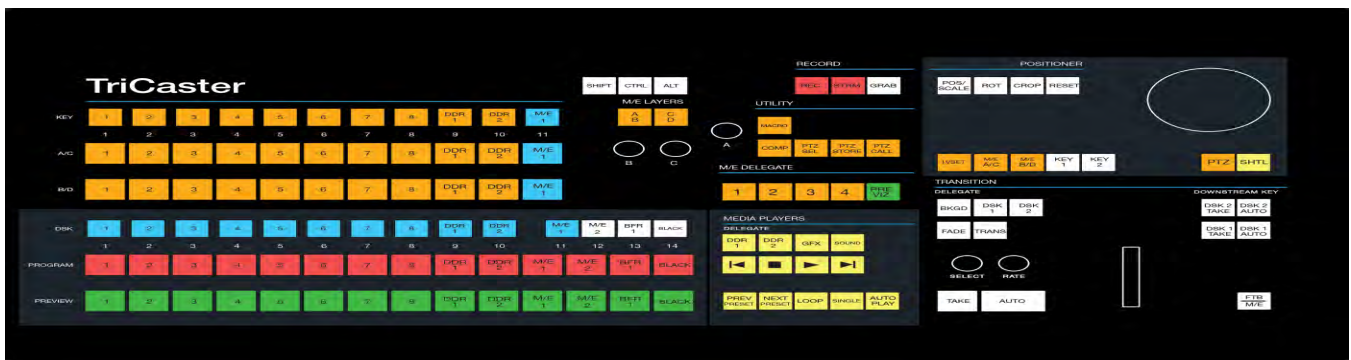 RECORD
POSITIONER
TriCaster
SHIFT CTRL ALT
REC STRM GRAB
POS/SCALE ROT CROP RESET
M/E LAYERS
UTILITY
KEY 1 2 3 4 5 6 7 8 DDR 1 DDR 2 M/E 1
A B C D
MACRO
1 2 3 4 5 6 7 8 9 10 11
A
A/C 1 2 3 4 5 6 7 8 DDR 1 DDR 2 M/E 1
B C
COMP PTZ SEL PTZ STORE PTZ CALL
M/E A/C M/E B/D KEY 1 KEY 2 PTZ SHTL
M/E DELEGATE
TRANSITION
B/D 1 2 3 4 5 6 7 8 DDR 1 DDR 2 M/E 1
1 2 3 4 PRE VIZ
DELEGATE
DOWNSTREAM KEY
BKGD DSK 1 DSK 2
DSK 2 TAKE DSK 2 AUTO
MEDIA PLAYERS
DELEGATE
DSK 1 2 3 4 5 6 7 8 DDR 1 DDR 2 M/E 1 M/E 2 BFR 1 BLACK
FADE TRANS
DSK 1 TAKE DSK 1 AUTO
1 2 3 4 5 6 7 8 9 10 11 12 13 14
DDR 1 DDR 2 GFX SOUND
PROGRAM 1 2 3 4 5 6 7 8 DDR 1 DDR 2 M/E 1 M/E 2 BFR 1 BLACK
SELECT RATE
PREVIEW 1 2 3 4 5 6 7 8 DDR 1 DDR 2 M/E 1 M/E 2 BFR 1 BLACK
PREV PRESET NEXT PRESET LOOP SINGLE AUTO PLAY
TAKE AUTO
FTB M/E